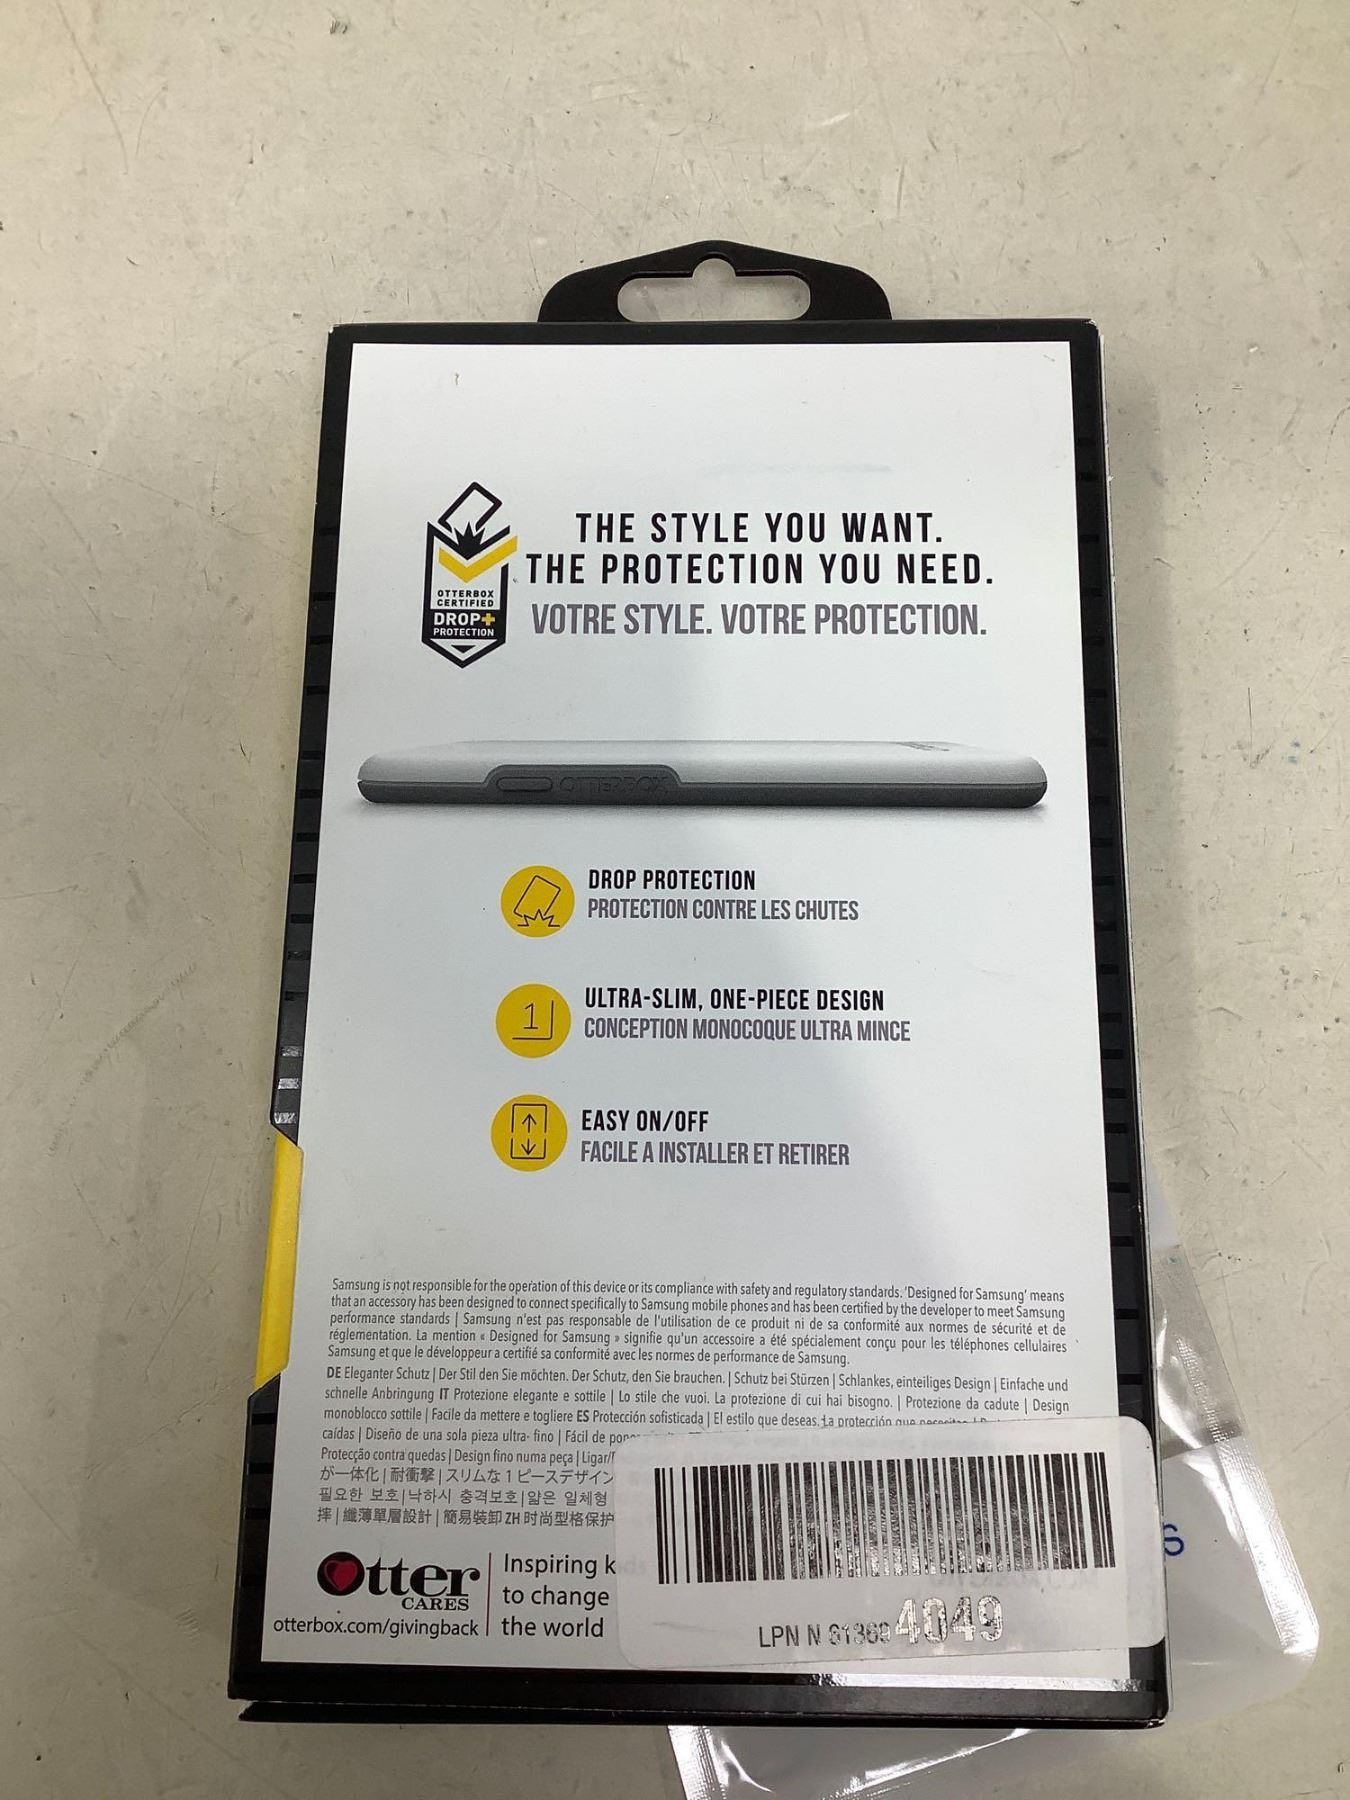 OTTERBOX
CERTIFIED
DROP+
PROTECTION
THE STYLE YOU WANT.
THE PROTECTION YOU NEED.
VOTRE STYLE. VOTRE PROTECTION.
OTTERBOX
DROP PROTECTION
PROTECTION CONTRE LES CHUTES
1
ULTRA-SLIM, ONE-PIECE DESIGN
CONCEPTION MONOCOQUE ULTRA MINCE
EASY ON/OFF
FACILE A INSTALLER ET RETIRER
Samsung is not responsible for the operation of this device or its compliance with safety and regulatory standards. 'Designed for Samsung' means
that an accessory has been designed to connect specifically to Samsung mobile phones and has been certified by the developer to meet Samsung
performance standards | Samsung n'est pas responsable de l'utilisation de ce produit ni de sa conformité aux normes de sécurité et de
réglementation. La mention « Designed for Samsung » signifie qu'un accessoire a été spécialement conçu pour les téléphones cellulaires
Samsung et que le développeur a certifié sa conformité avec les normes de performance de Samsung.
DE Eleganter Schutz | Der Stil den Sie möchten. Der Schutz, den Sie brauchen. | Schutz bei Stürzen | Schlankes, einteiliges Design | Einfache und
schnelle Anbringung IT Protezione elegante e sottile | Lo stile che vuoi. La protezione di cui hai bisogno. | Protezione da cadute | Design
monoblocco sottile | Facile da mettere e togliere ES Protección sofisticada | El estilo que deseas. La protección que
caídas | Diseño de una sola pieza ultra- fino | Fácil de
Protecção contra quedas | Design fino numa peça |
が一体化 | 耐衝撃 | スリムな 1 ピースデザイン
필요한 보호 | 낙하시 충격보호 | 얇은 일체형
摔 | 纖薄單層設計 | 簡易裝卸 ZH 时尚型格保护
Otter
CARES
otterbox.com/givingback
Inspiring kids
to change
the world
LPN N 613694049
s